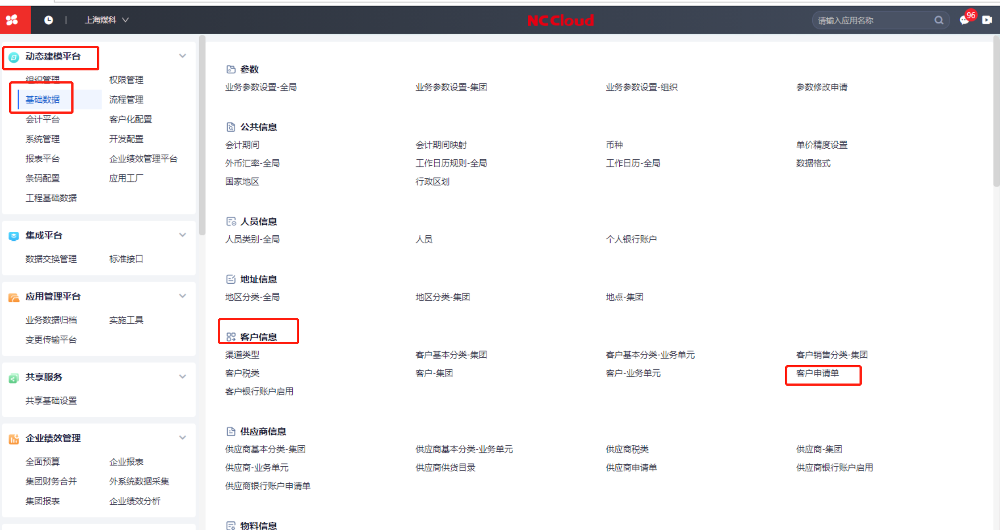 上海煤科
NCCloud
请输入应用名称
96
动态建模平台
组织管理 权限管理
基础数据 流程管理
会计平台 客户化配置
系统管理 开发配置
报表平台 企业绩效管理平台
条码配置 应用工厂
工程基础数据
集成平台
数据交换管理 标准接口
应用管理平台
业务数据归档 实施工具
变更传输平台
共享服务
共享基础设置
企业绩效管理
全面预算 企业报表
集团财务合并 外系统数据采集
集团报表 企业绩效分析
参数
业务参数设置-全局 业务参数设置-集团 业务参数设置-组织 参数修改申请
公共信息
会计期间 会计期间映射 币种 单价精度设置
外币汇率-全局 工作日历规则-全局 工作日历-全局 数据格式
国家地区 行政区划
人员信息
人员类别-全局 人员 个人银行账户
地址信息
地区分类-全局 地区分类-集团 地点-集团
客户信息
渠道类型 客户基本分类-集团 客户基本分类-业务单元 客户销售分类-集团
客户税类 客户-集团 客户-业务单元 客户申请单
客户银行账户启用
供应商信息
供应商基本分类-集团 供应商基本分类-业务单元 供应商税类 供应商-集团
供应商-业务单元 供应商供货目录 供应商申请单 供应商银行账户启用
供应商银行账户申请单
物料信息